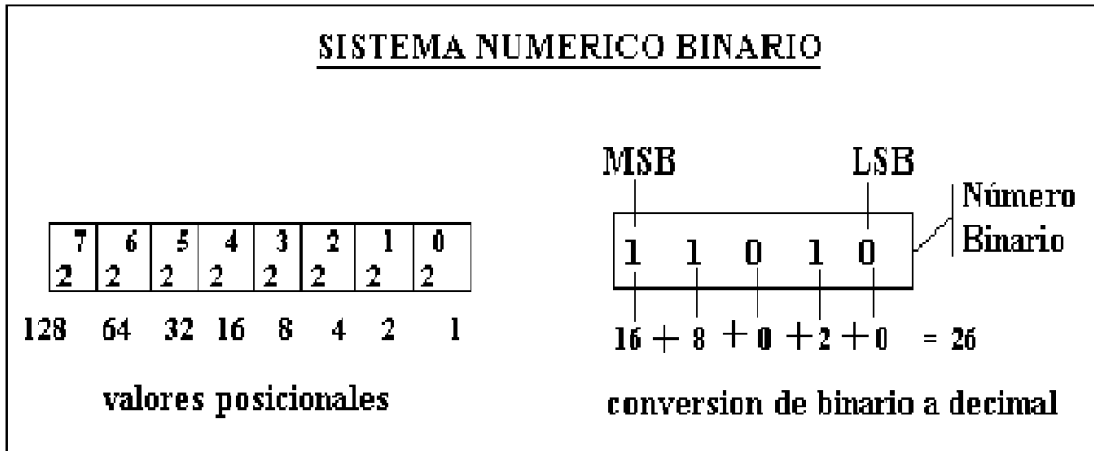 SISTEMA NUMERICO BINARIO
7 6 5 4 3 2 1 0
2 2 2 2 2 2 2 2
128 64 32 16 8 4 2 1
valores posicionales
MSB LSB
Número
Binario
1 1 0 1 0
16 + 8 + 0 + 2 + 0 = 26
conversion de binario a decimal